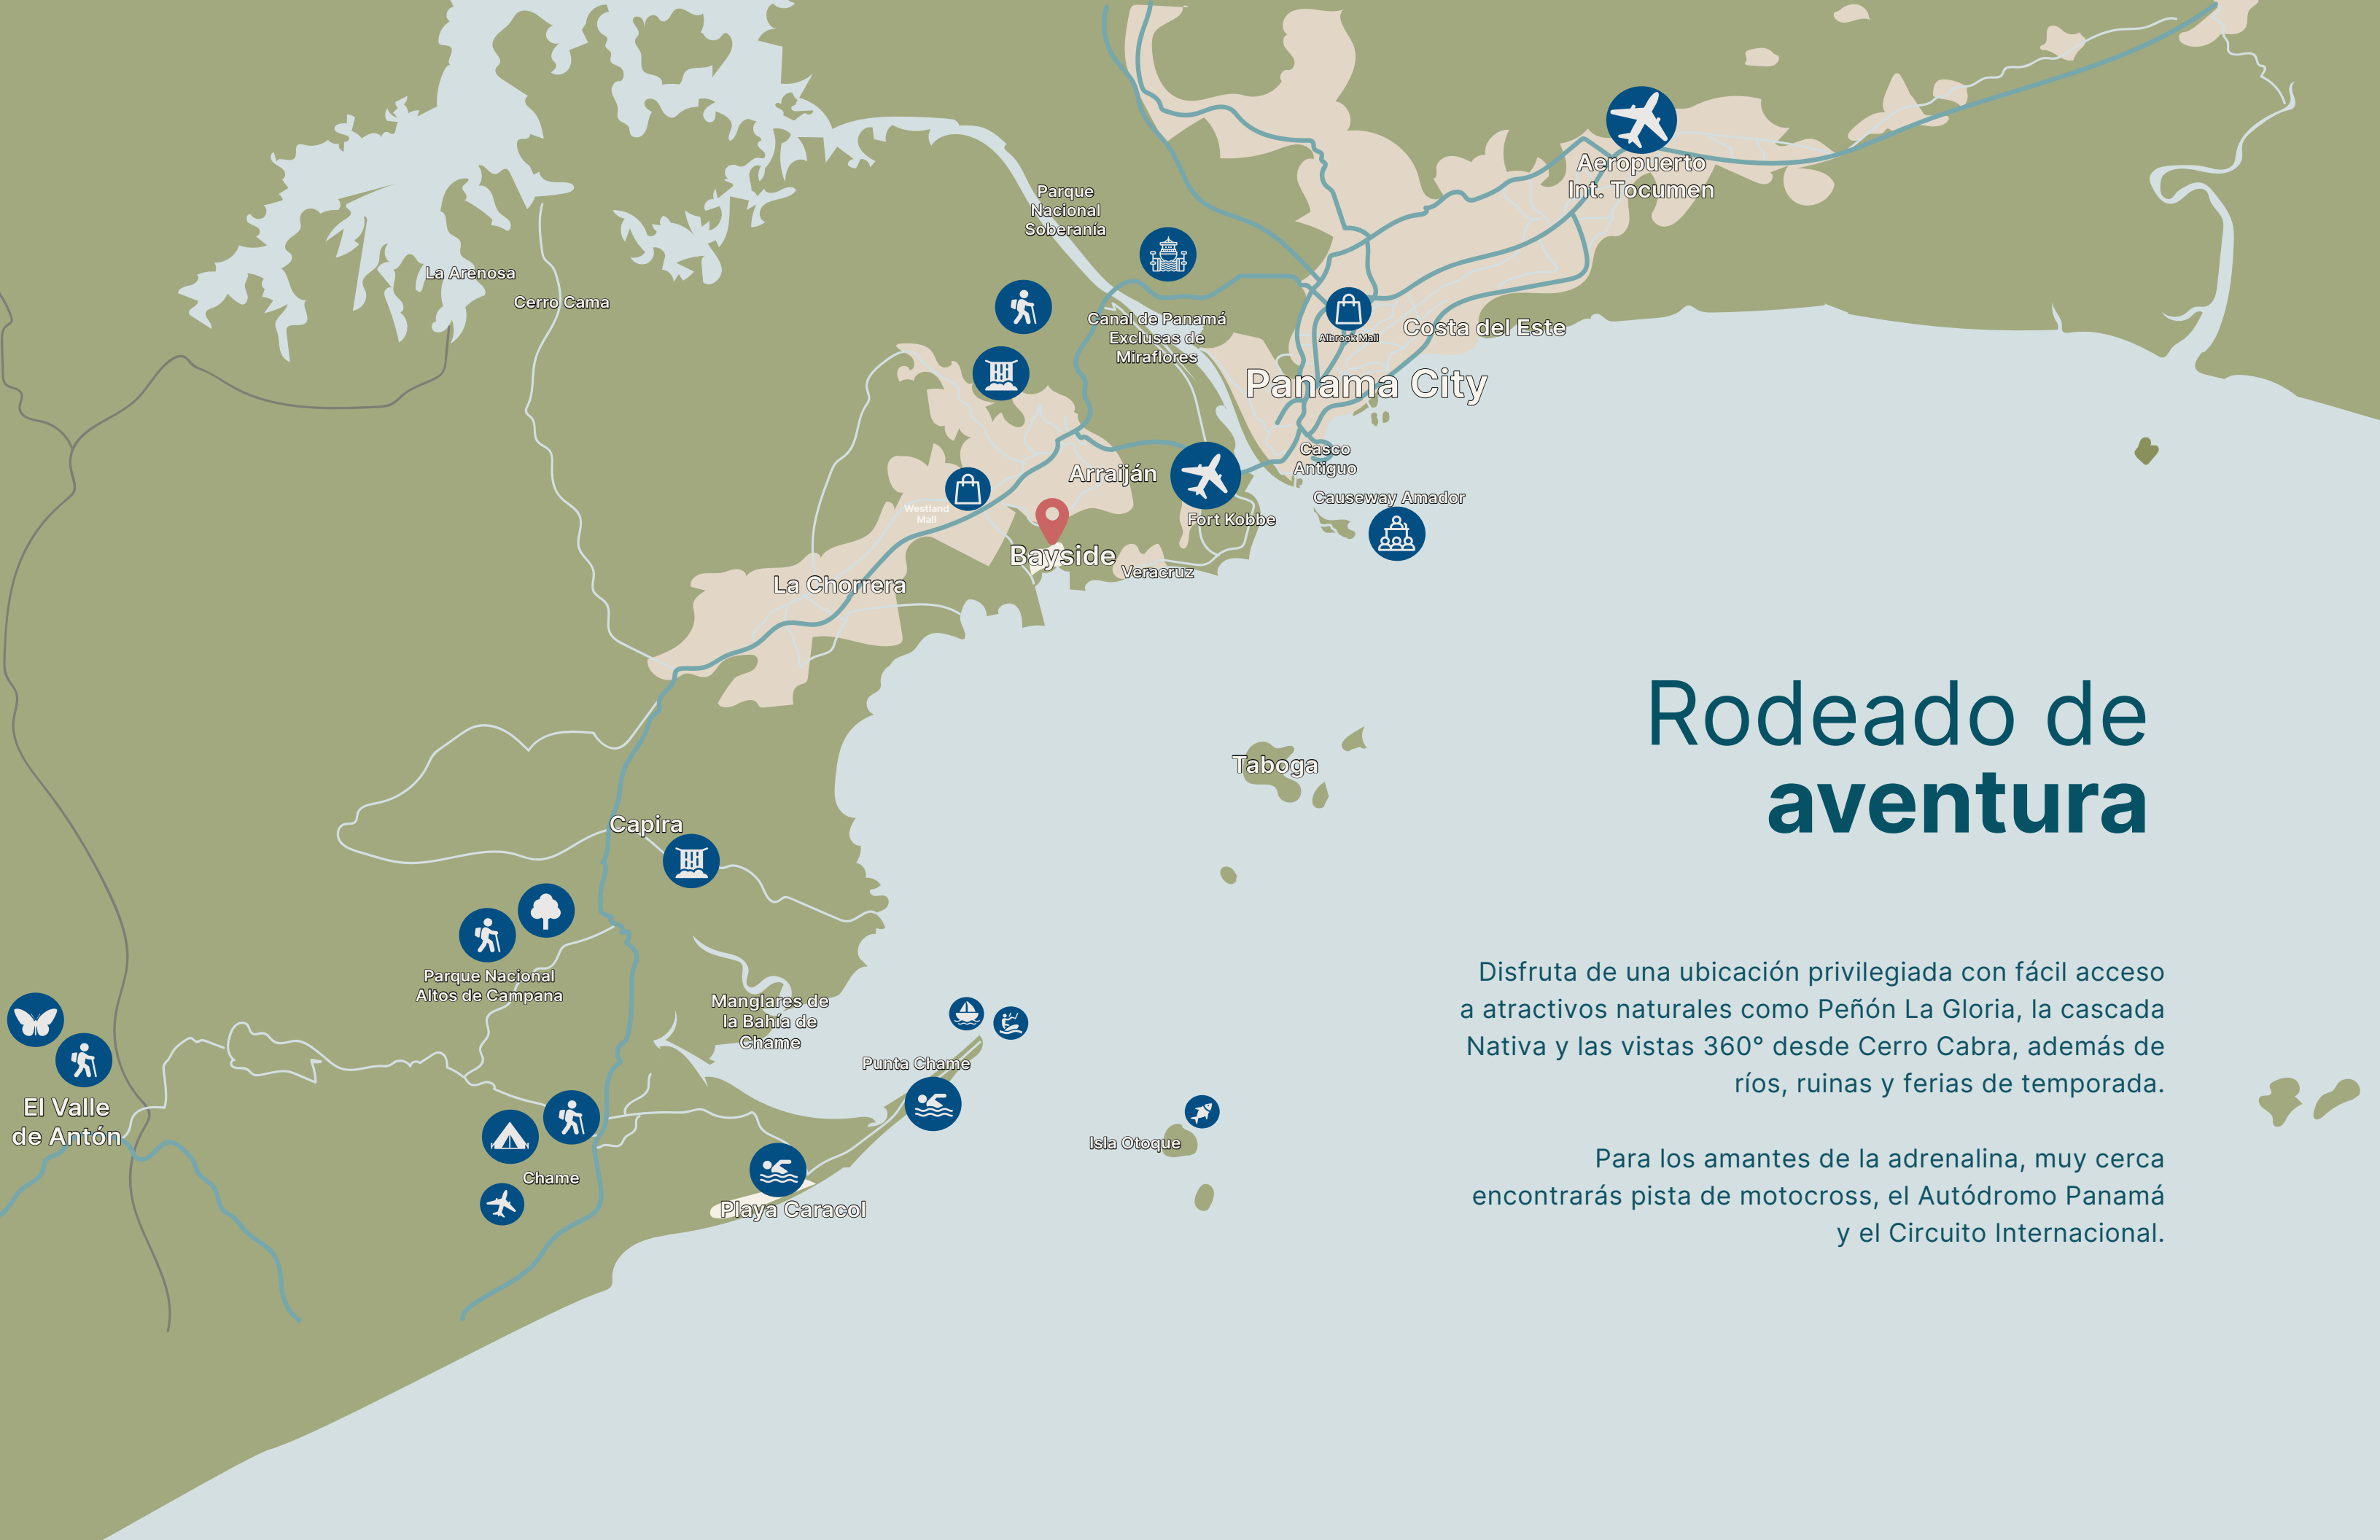 Parque
Nacional
Soberanía
Aeropuerto
Int. Tocumen
La Arenosa
Cerro Cama
Canal de Panamá
Exclusas de
Miraflores
Albrook Mall
Costa del Este
Panama City
Casco
Antiguo
Arraiján
Causeway Amador
Westland
Mall
Fort Kobbe
Bayside
Veracruz
La Chorrera
Taboga
Capira
Parque Nacional
Altos de Campana
Manglares de
la Bahía de
Chame
Punta Chame
El Valle
de Antón
Isla Otoque
Chame
Playa Caracol
Rodeado de
aventura
Disfruta de una ubicación privilegiada con fácil acceso
a atractivos naturales como Peñón La Gloria, la cascada
Nativa y las vistas 360° desde Cerro Cabra, además de
ríos, ruinas y ferias de temporada.
Para los amantes de la adrenalina, muy cerca
encontrarás pista de motocross, el Autódromo Panamá
y el Circuito Internacional.